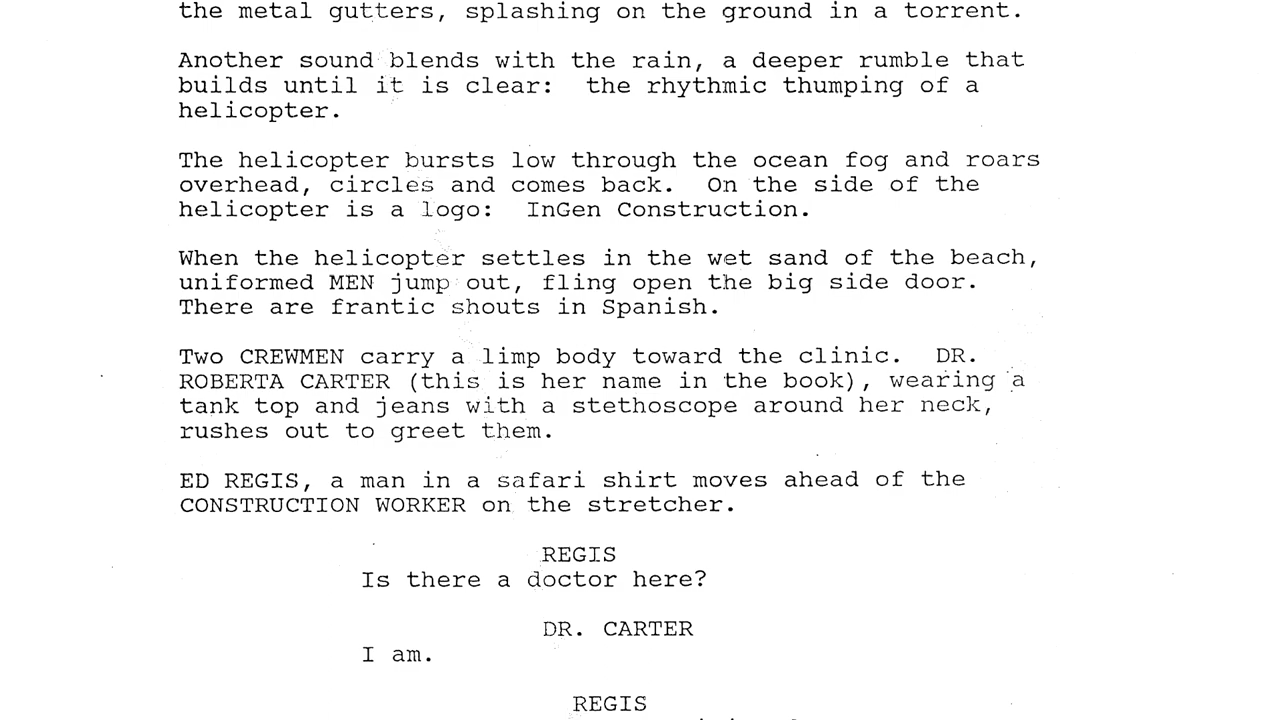 the metal gutters, splashing on the ground in a torrent.
Another sound blends with the rain, a deeper rumble that
builds until it is clear:  the rhythmic thumping of a
helicopter.
The helicopter bursts low through the ocean fog and roars
overhead, circles and comes back.  On the side of the
helicopter is a logo:  InGen Construction.
When the helicopter settles in the wet sand of the beach,
uniformed MEN jump out, fling open the big side door.
There are frantic shouts in Spanish.
Two CREWMEN carry a limp body toward the clinic.  DR.
ROBERTA CARTER (this is her name in the book), wearing a
tank top and jeans with a stethoscope around her neck,
rushes out to greet them.
ED REGIS, a man in a safari shirt moves ahead of the
CONSTRUCTION WORKER on the stretcher.
REGIS
Is there a doctor here?
DR. CARTER
I am.
REGIS